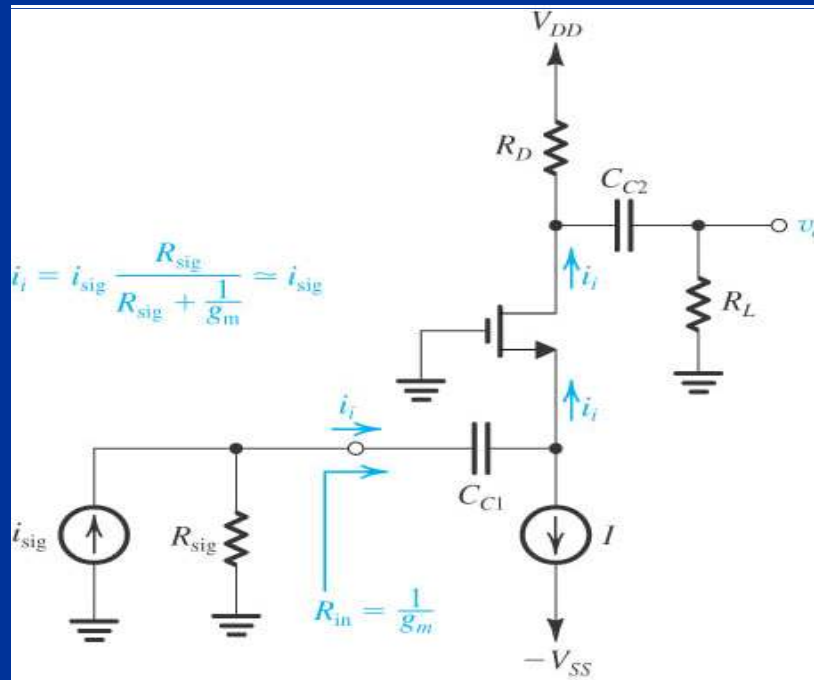 V_DD
R_D
C_C2
i_i = i_sig R_sig / (R_sig + 1/g_m) ≃ i_sig
i_i
R_L
i_i
i_i
C_C1
i_sig
R_sig
I
R_in = 1/g_m
−V_SS